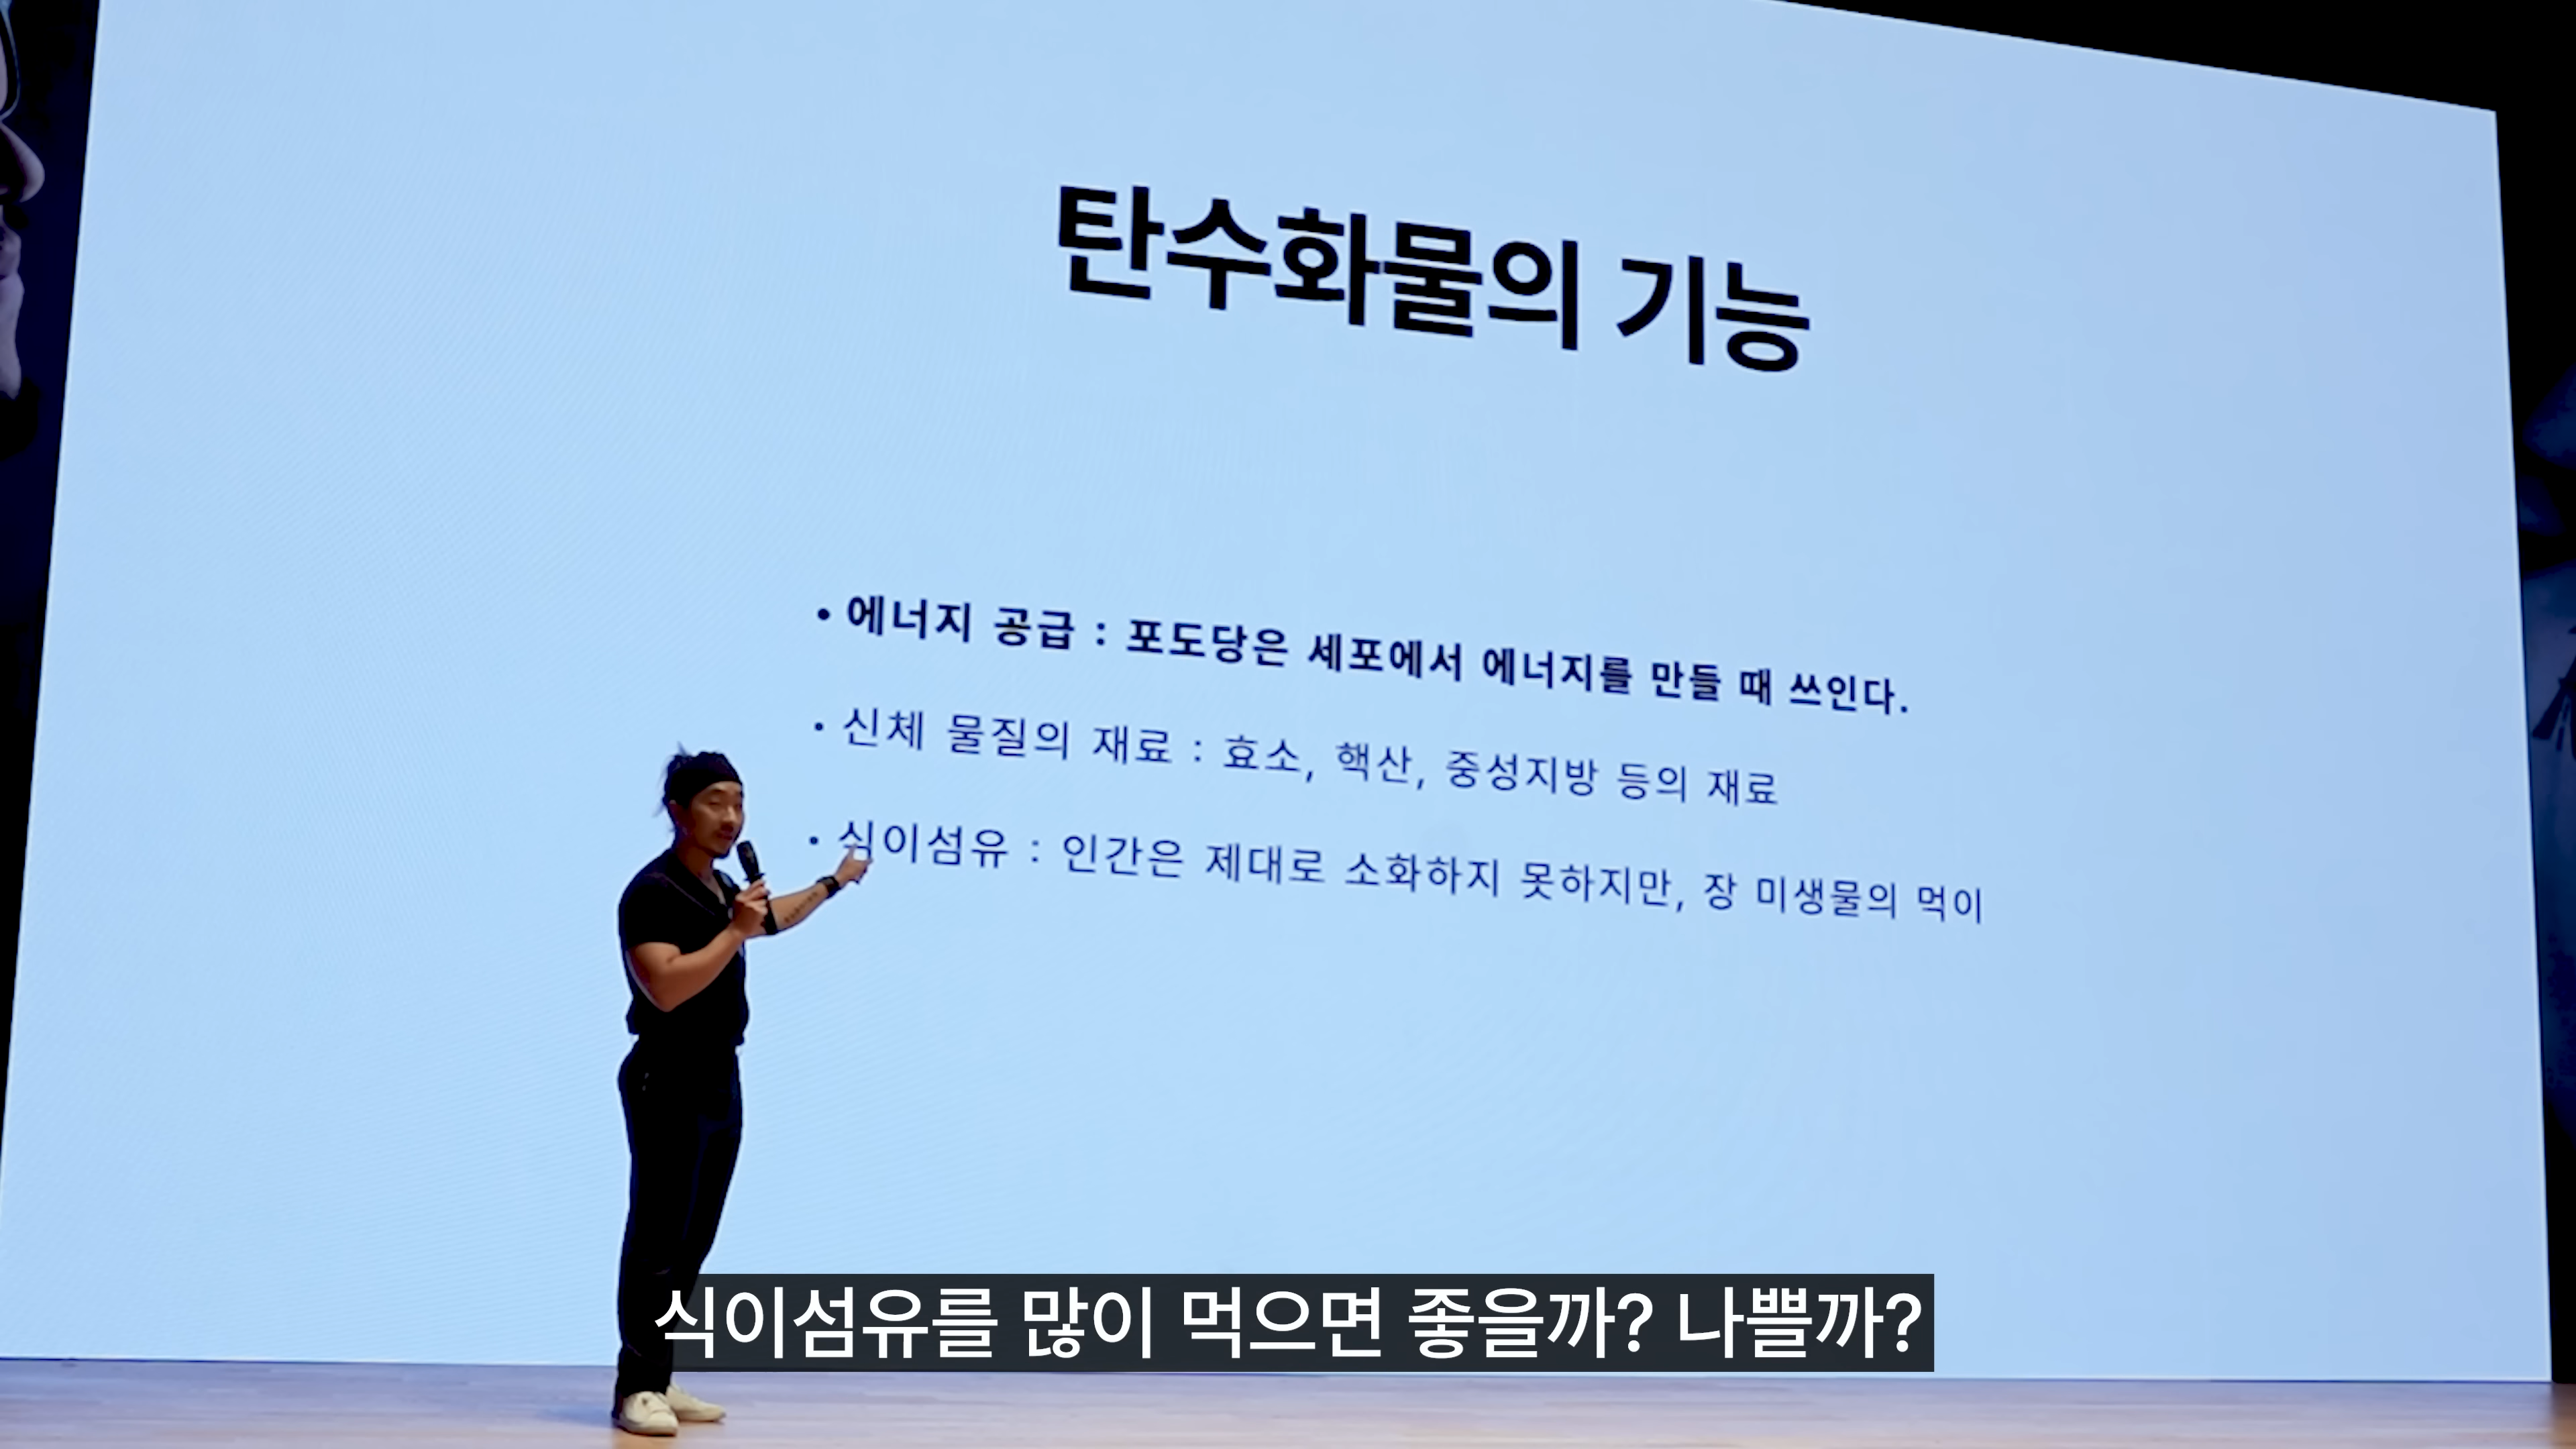 탄수화물의 기능
• 에너지 공급 : 포도당은 세포에서 에너지를 만들 때 쓰인다.
• 신체 물질의 재료 : 효소, 핵산, 중성지방 등의 재료
• 식이섬유 : 인간은 제대로 소화하지 못하지만, 장 미생물의 먹이
식이섬유를 많이 먹으면 좋을까? 나쁠까?